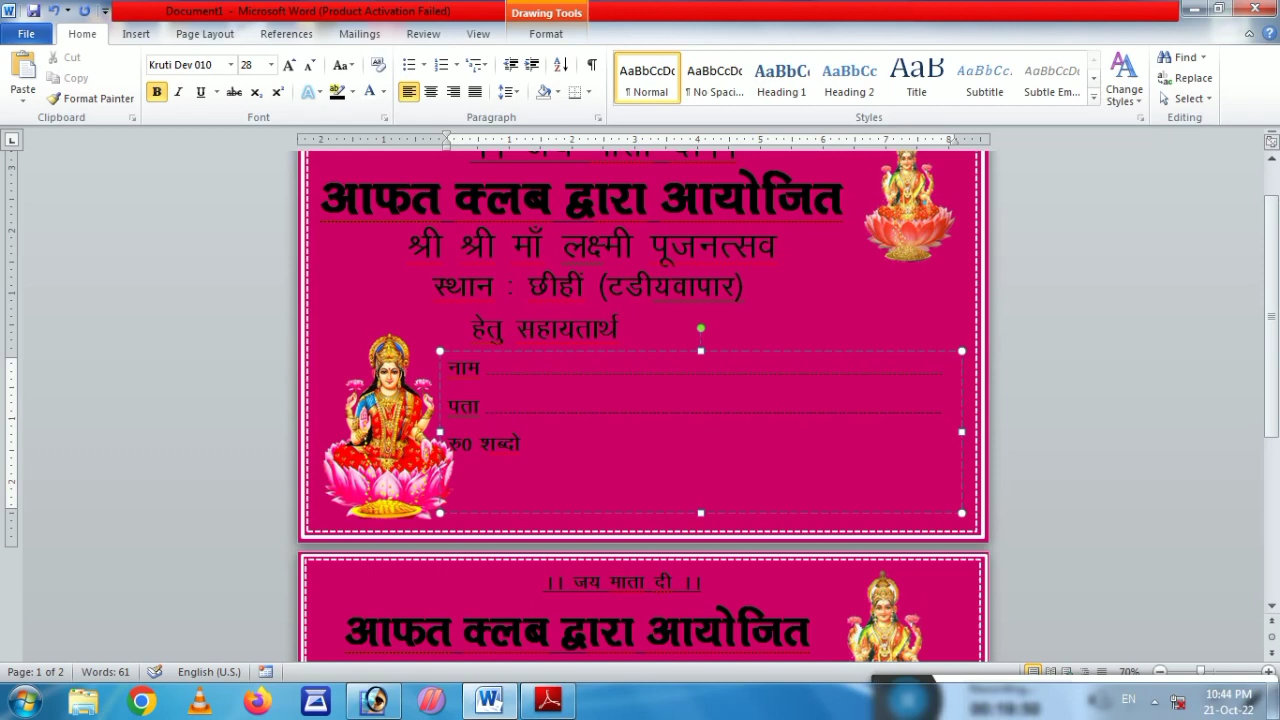 Document1 - Microsoft Word (Product Activation Failed)
Drawing Tools
File Home Insert Page Layout References Mailings Review View Format
Cut
Copy
Format Painter
Paste
Clipboard
Kruti Dev 010 28
Font
Paragraph
AaBbCcDc AaBbCcDc AaBbCc AaBbCc AaB AaBbCc. AaBbCcDc
¶ Normal ¶ No Spaci... Heading 1 Heading 2 Title Subtitle Subtle Em...
Change Styles
Styles
Find
Replace
Select
Editing
आफत क्लब द्वारा आयोजित
श्री श्री माँ लक्ष्मी पूजनत्सव
स्थान : छीहीं (टडीयवापार)
हेतु सहायतार्थ
नाम
पता
रु0 शब्दो
।। जय माता दी ।।
आफत क्लब द्वारा आयोजित
Page: 1 of 2 Words: 61 English (U.S.) 70%
EN
10:44 PM
21-Oct-22